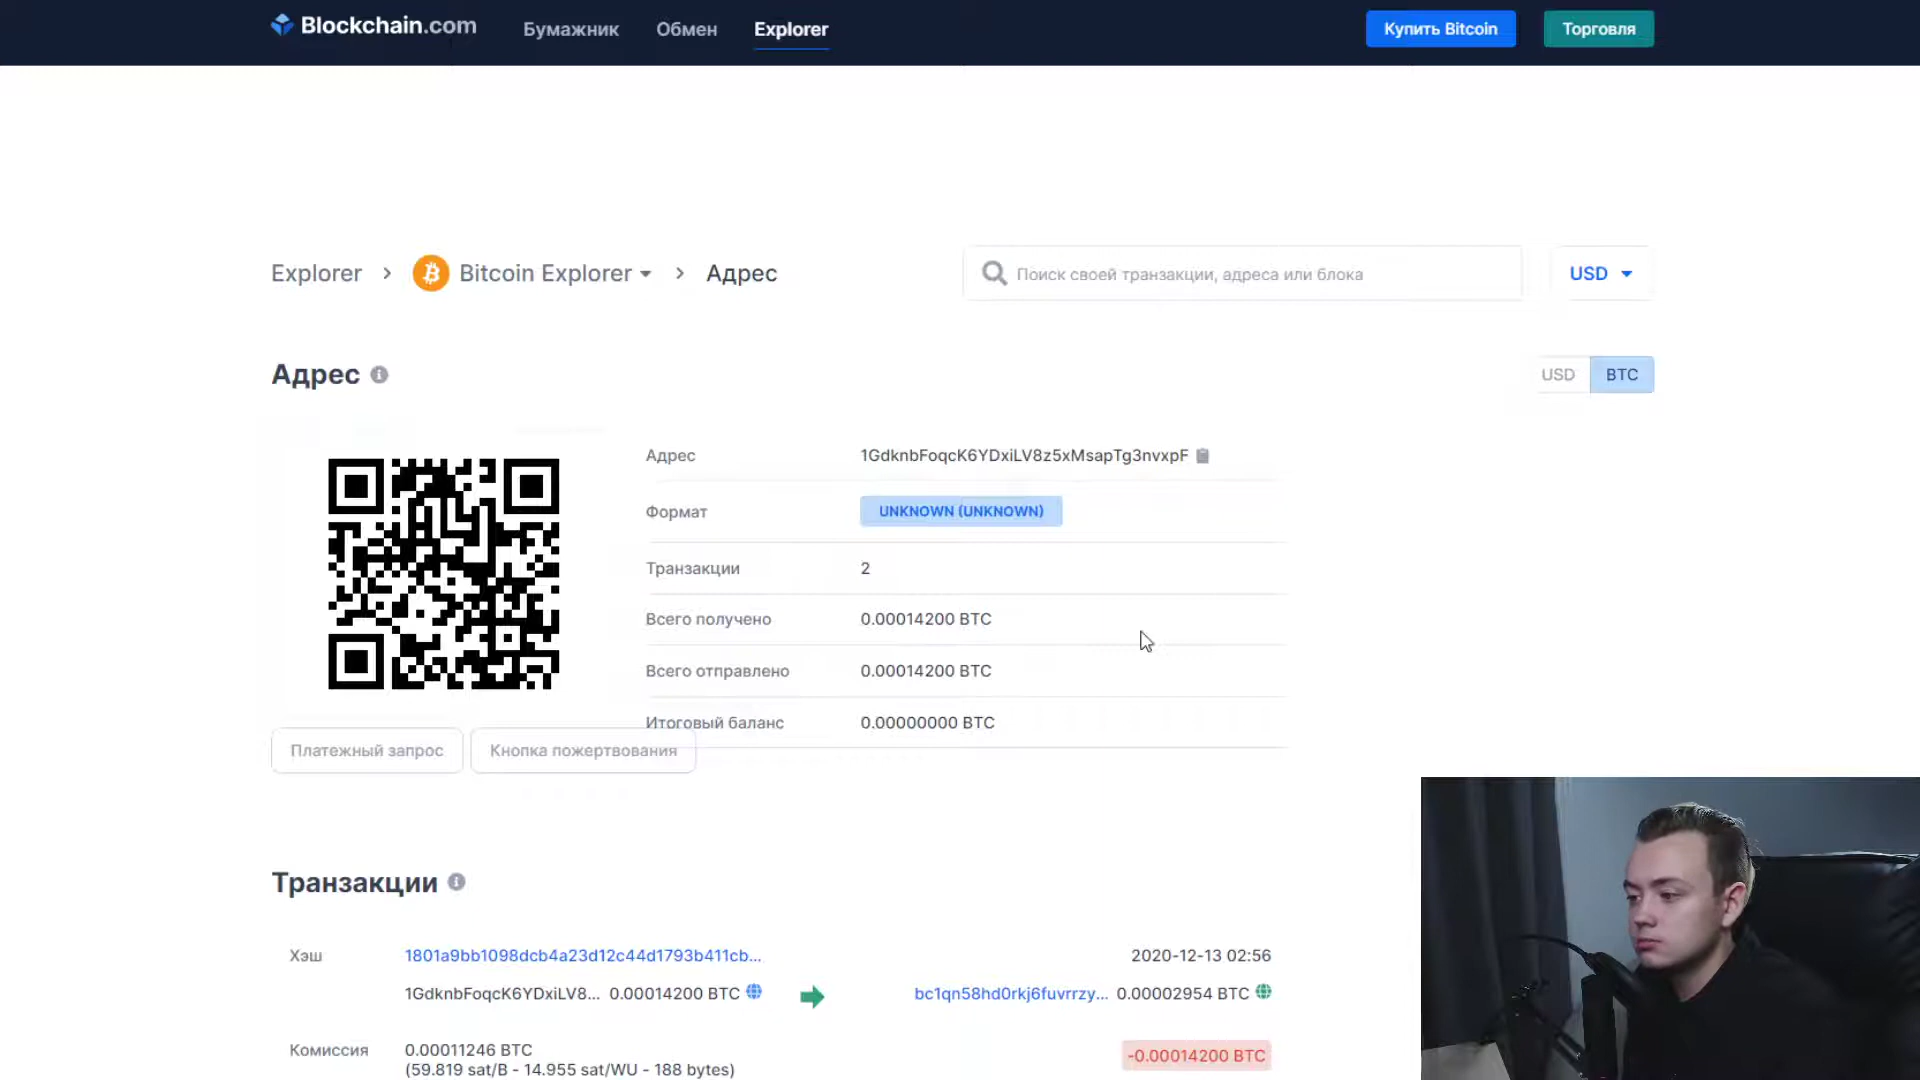 Blockchain.com Бумажник Обмен Explorer Купить Bitcoin Торговля
Explorer > Bitcoin Explorer > Адрес Поиск своей транзакции, адреса или блока USD
Адрес USD BTC
Адрес 1GdknbFoqcK6YDxiLV8z5xMsapTg3nvxpF
Формат UNKNOWN (UNKNOWN)
Транзакции 2
Всего получено 0.00014200 BTC
Всего отправлено 0.00014200 BTC
Итоговый баланс 0.00000000 BTC
Платежный запрос Кнопка пожертвования
Транзакции
Хэш 1801a9bb1098dcb4a23d12c44d1793b411cb... 2020-12-13 02:56
1GdknbFoqcK6YDxiLV8... 0.00014200 BTC bc1qn58hd0rkj6fuvrrzy... 0.00002954 BTC
Комиссия 0.00011246 BTC -0.00014200 BTC
(59.819 sat/B - 14.955 sat/WU - 188 bytes)